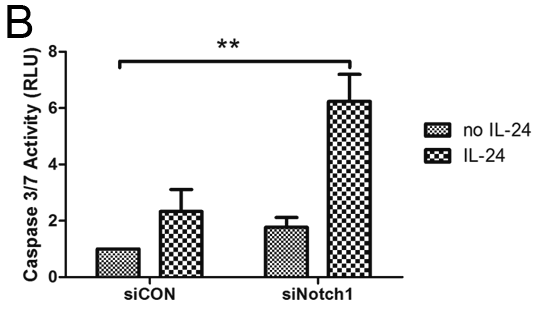 B
Caspase 3/7 Activity (RLU)
8
6
4
2
0
**
siCON
siNotch1
no IL-24
IL-24